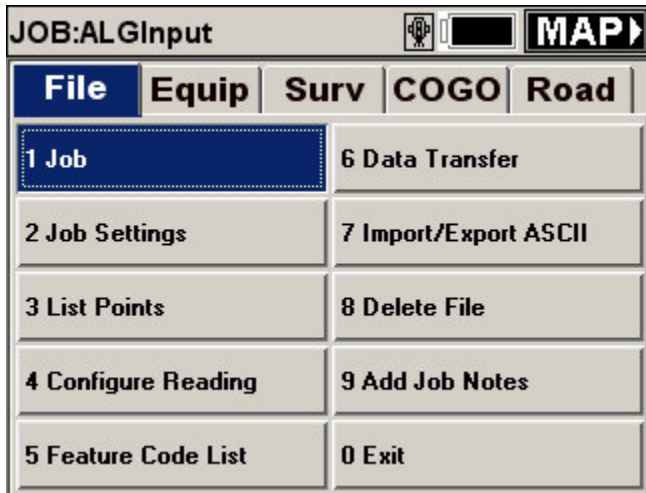 JOB:ALGInput MAP
File Equip Surv COGO Road
1 Job
2 Job Settings
3 List Points
4 Configure Reading
5 Feature Code List
6 Data Transfer
7 Import/Export ASCII
8 Delete File
9 Add Job Notes
0 Exit